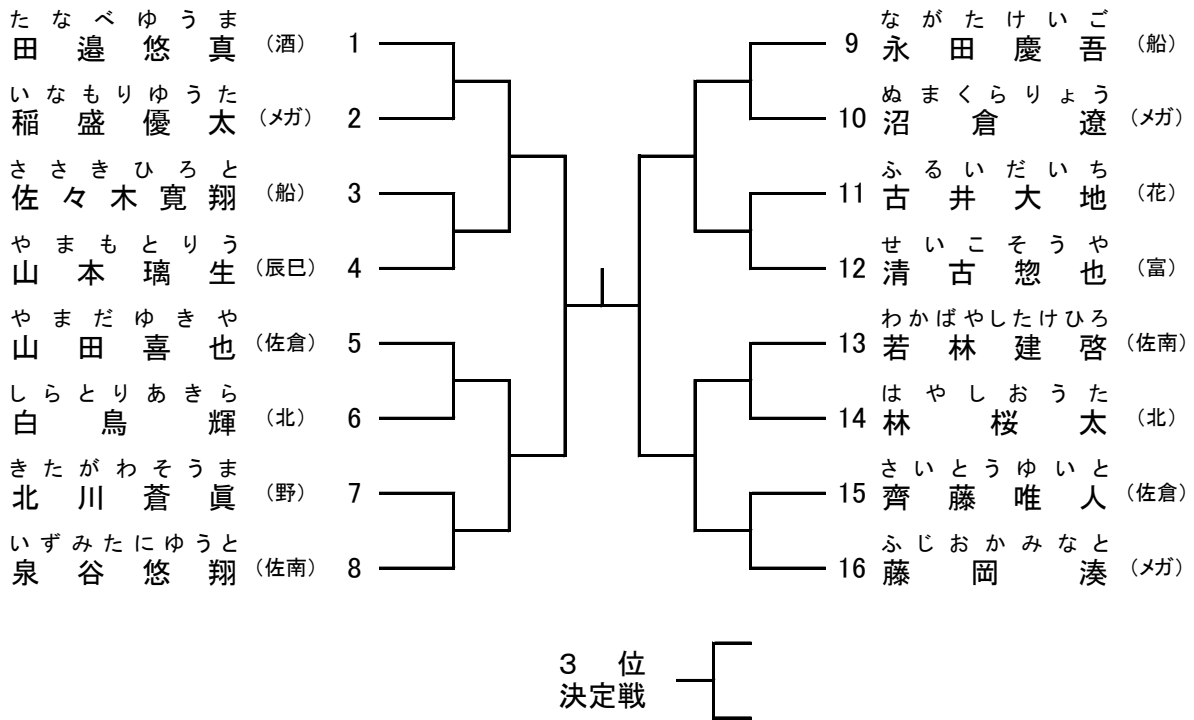 たなべゆうま
田邉悠真 (酒) 1
いなもりゆうた
稲盛優太 (メガ) 2
ささきひろと
佐々木寛翔 (船) 3
やまもとりう
山本璃生 (辰巳) 4
やまだゆきや
山田喜也 (佐倉) 5
しらとりあきら
白鳥輝 (北) 6
きたがわそうま
北川蒼眞 (野) 7
いずみたにゆうと
泉谷悠翔 (佐南) 8
ながたけいご
9 永田慶吾 (船)
ぬまくらりょう
10 沼倉遼 (メガ)
ふるいだいち
11 古井大地 (花)
せいこそうや
12 清古惣也 (富)
わかばやしたけひろ
13 若林建啓 (佐南)
はやしおうた
14 林桜太 (北)
さいとうゆいと
15 齊藤唯人 (佐倉)
ふじおかみなと
16 藤岡湊 (メガ)
３位
決定戦